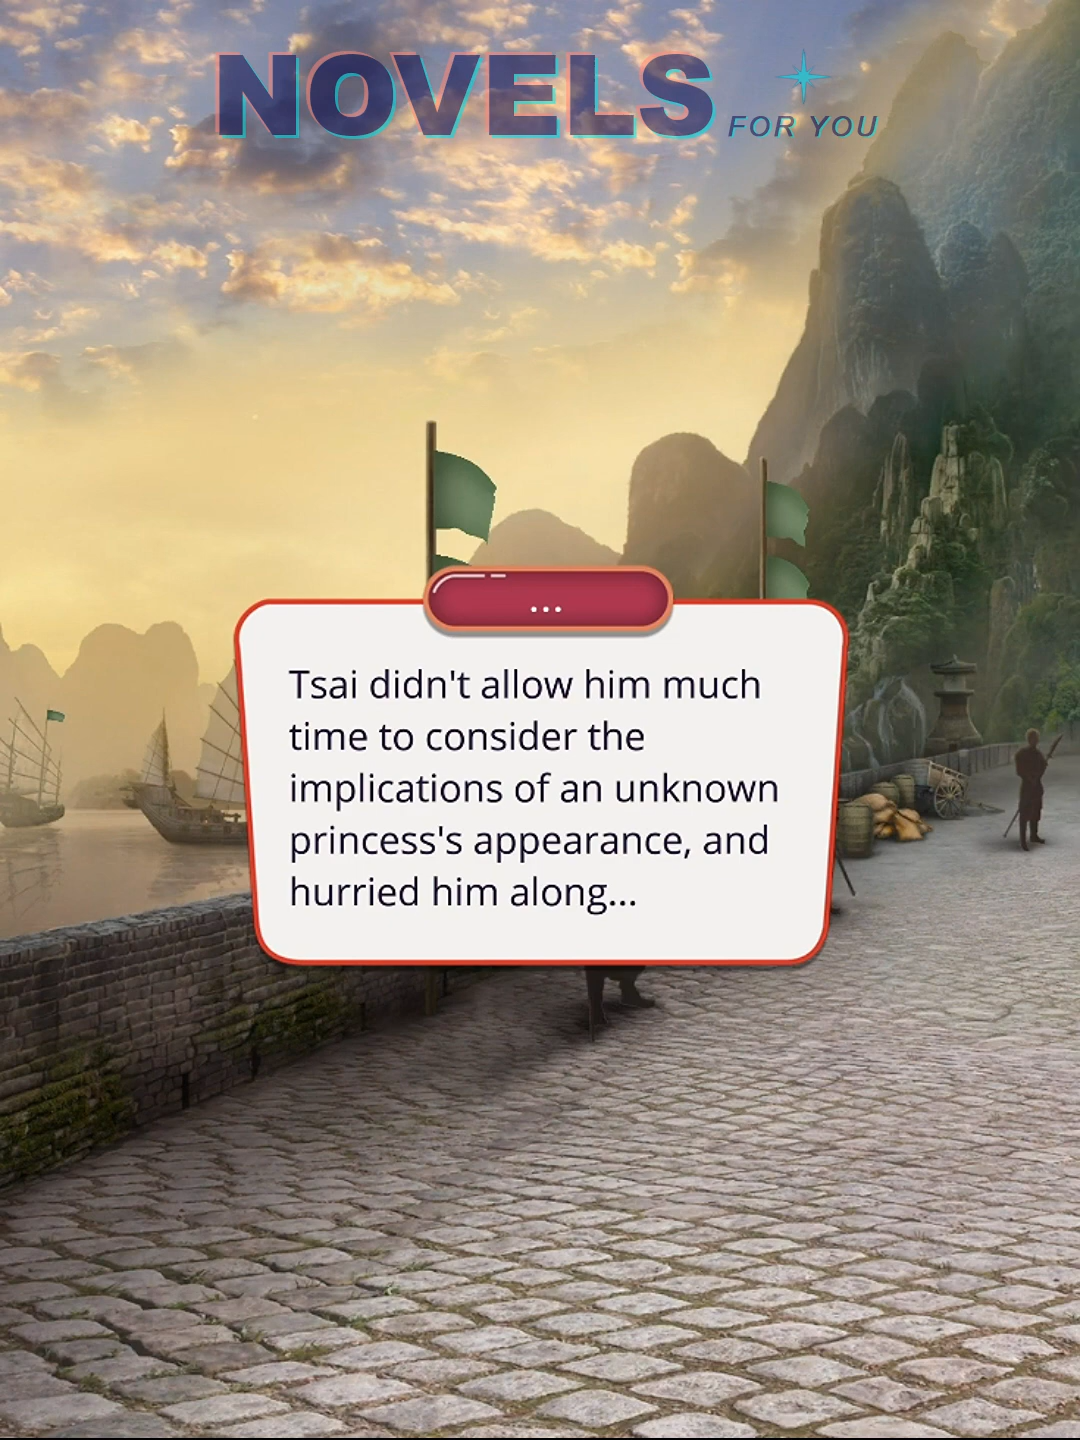 NOVELS
FOR YOU
...
Tsai didn't allow him much
time to consider the
implications of an unknown
princess's appearance, and
hurried him along...